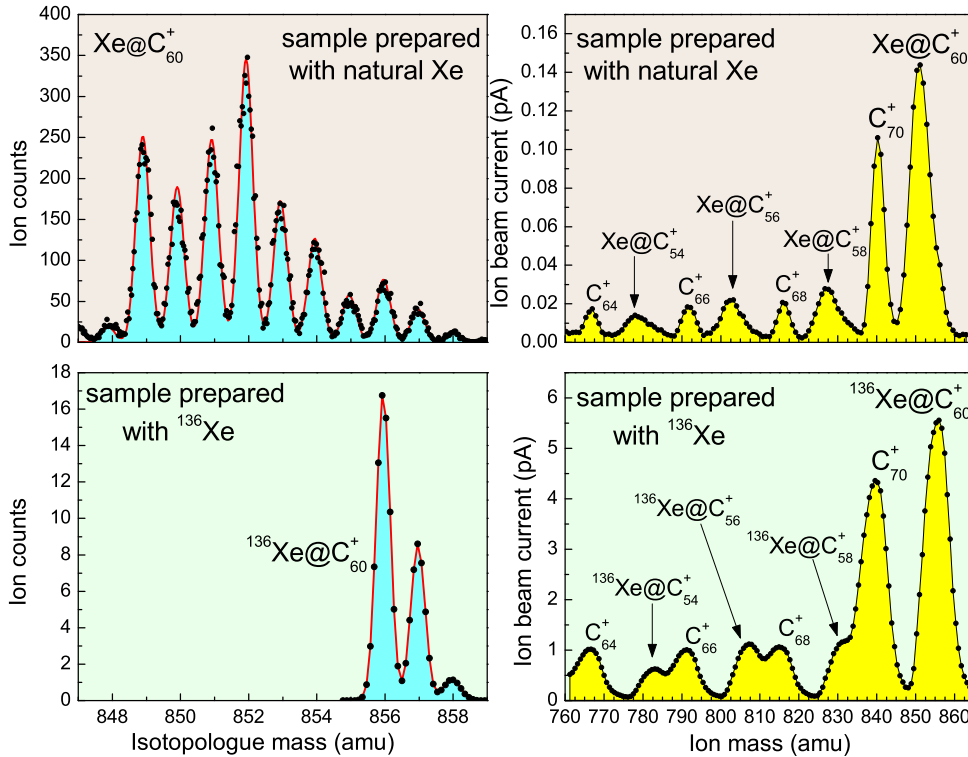 Xe@C₆₀⁺
sample prepared
with natural Xe
Ion counts
400
350
300
250
200
150
100
50
0
sample prepared
with natural Xe
Xe@C₆₀⁺
C₇₀⁺
Xe@C₅₆⁺
Xe@C₅₄⁺
Xe@C₅₈⁺
C₆₄⁺
C₆₆⁺
C₆₈⁺
Ion beam current (pA)
0.16
0.14
0.12
0.10
0.08
0.06
0.04
0.02
0.00
sample prepared
with ¹³⁶Xe
¹³⁶Xe@C₆₀⁺
Ion counts
18
16
14
12
10
8
6
4
2
0
848 850 852 854 856 858
Isotopologue mass (amu)
sample prepared
with ¹³⁶Xe
¹³⁶Xe@C₆₀⁺
C₇₀⁺
¹³⁶Xe@C₅₆⁺
¹³⁶Xe@C₅₈⁺
¹³⁶Xe@C₅₄⁺
C₆₄⁺
C₆₆⁺
C₆₈⁺
Ion beam current (pA)
6
5
4
3
2
1
0
760 770 780 790 800 810 820 830 840 850 860
Ion mass (amu)